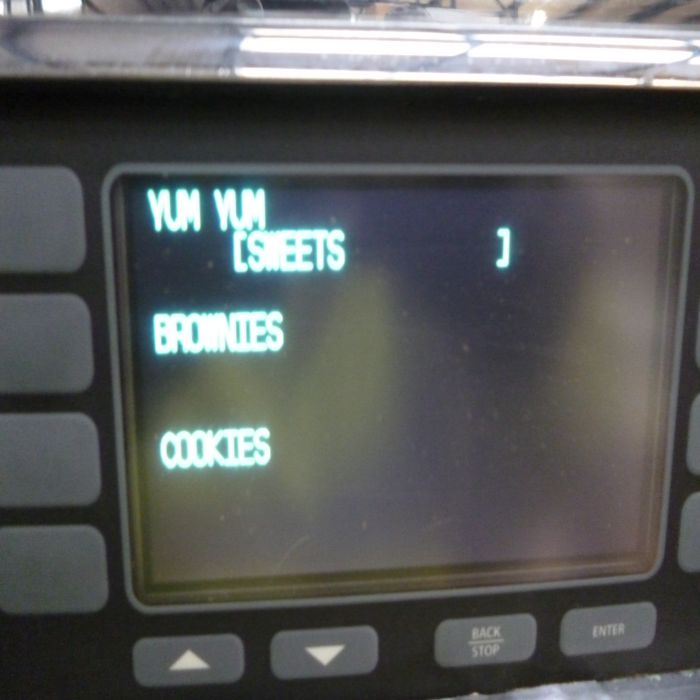 YUM YUM
[SWEETS ]
BROWNIES
COOKIES
BACK
STOP
ENTER